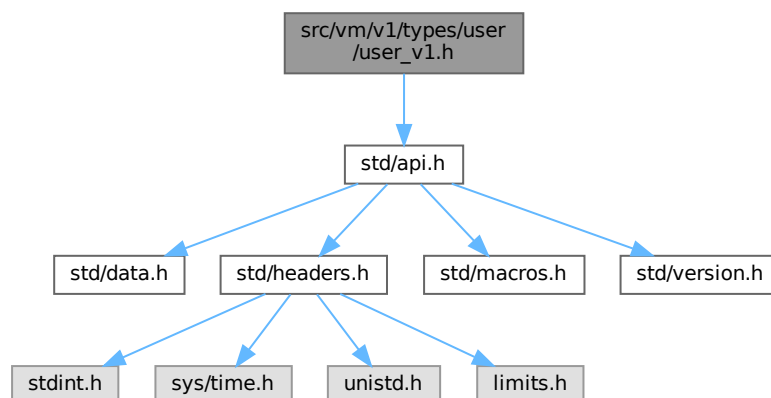 src/vm/v1/types/user
/user_v1.h
std/api.h
std/data.h
std/headers.h
std/macros.h
std/version.h
stdint.h
sys/time.h
unistd.h
limits.h